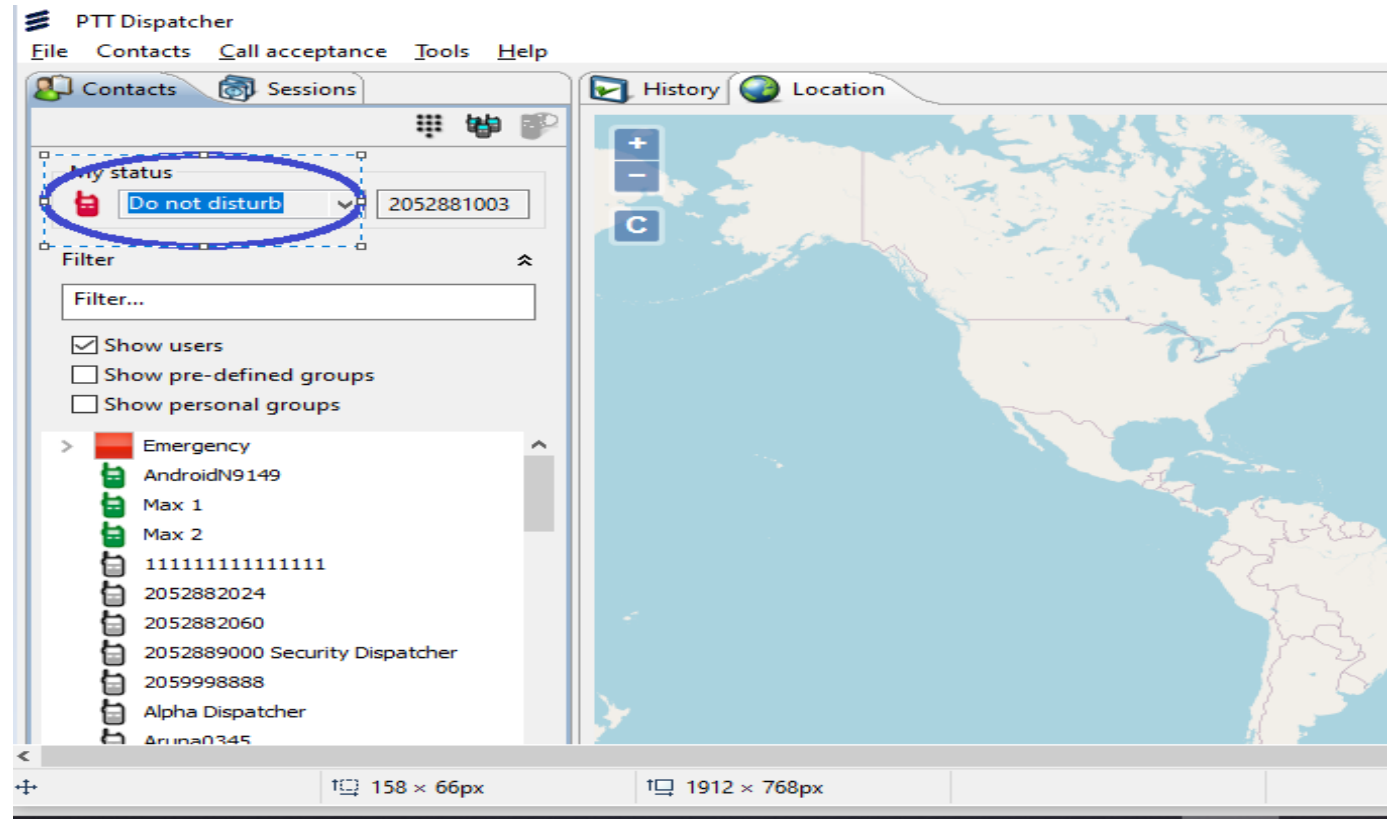 PTT Dispatcher
File Contacts Call acceptance Tools Help
Contacts Sessions History Location
My status
Do not disturb 2052881003
Filter
Filter...
Show users
Show pre-defined groups
Show personal groups
Emergency
AndroidN9149
Max 1
Max 2
111111111111111
2052882024
2052882060
2052889000 Security Dispatcher
2059998888
Alpha Dispatcher
Aruna0345
+
−
C
158 × 66px 1912 × 768px